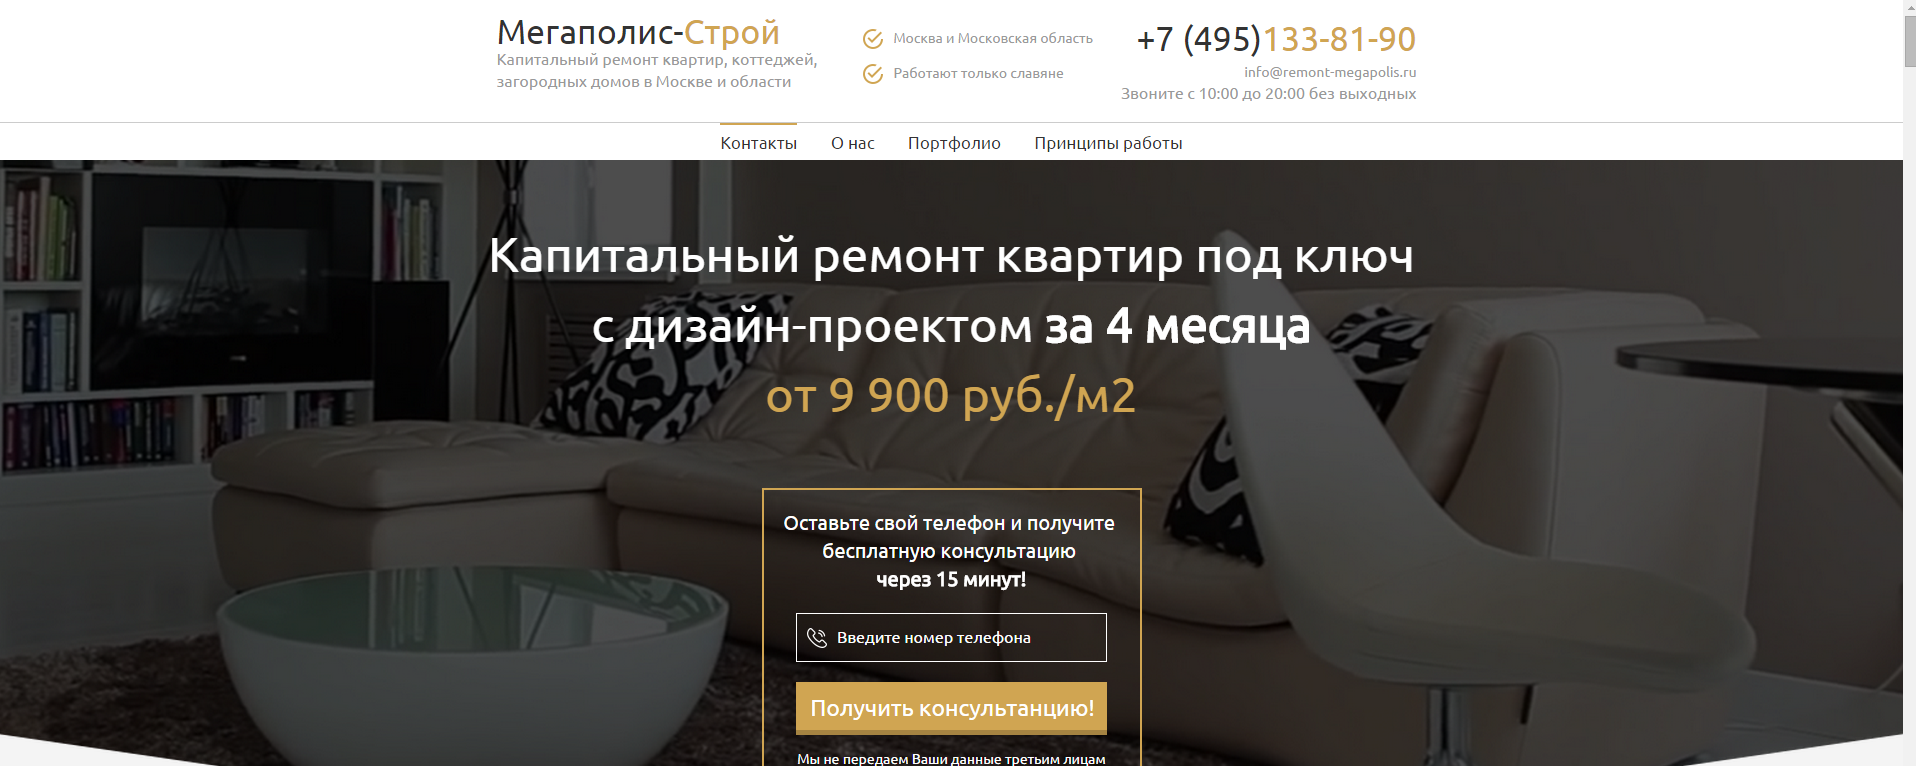 Мегаполис-Строй
Капитальный ремонт квартир, коттеджей,
загородных домов в Москве и области
Москва и Московская область
Работают только славяне
+7 (495)133-81-90
info@remont-megapolis.ru
Звоните с 10:00 до 20:00 без выходных
Контакты
О нас
Портфолио
Принципы работы
Капитальный ремонт квартир под ключ
с дизайн-проектом за 4 месяца
от 9 900 руб./м2
Оставьте свой телефон и получите
бесплатную консультацию
через 15 минут!
Введите номер телефона
Получить консультанцию!
Мы не передаем Ваши данные третьим лицам